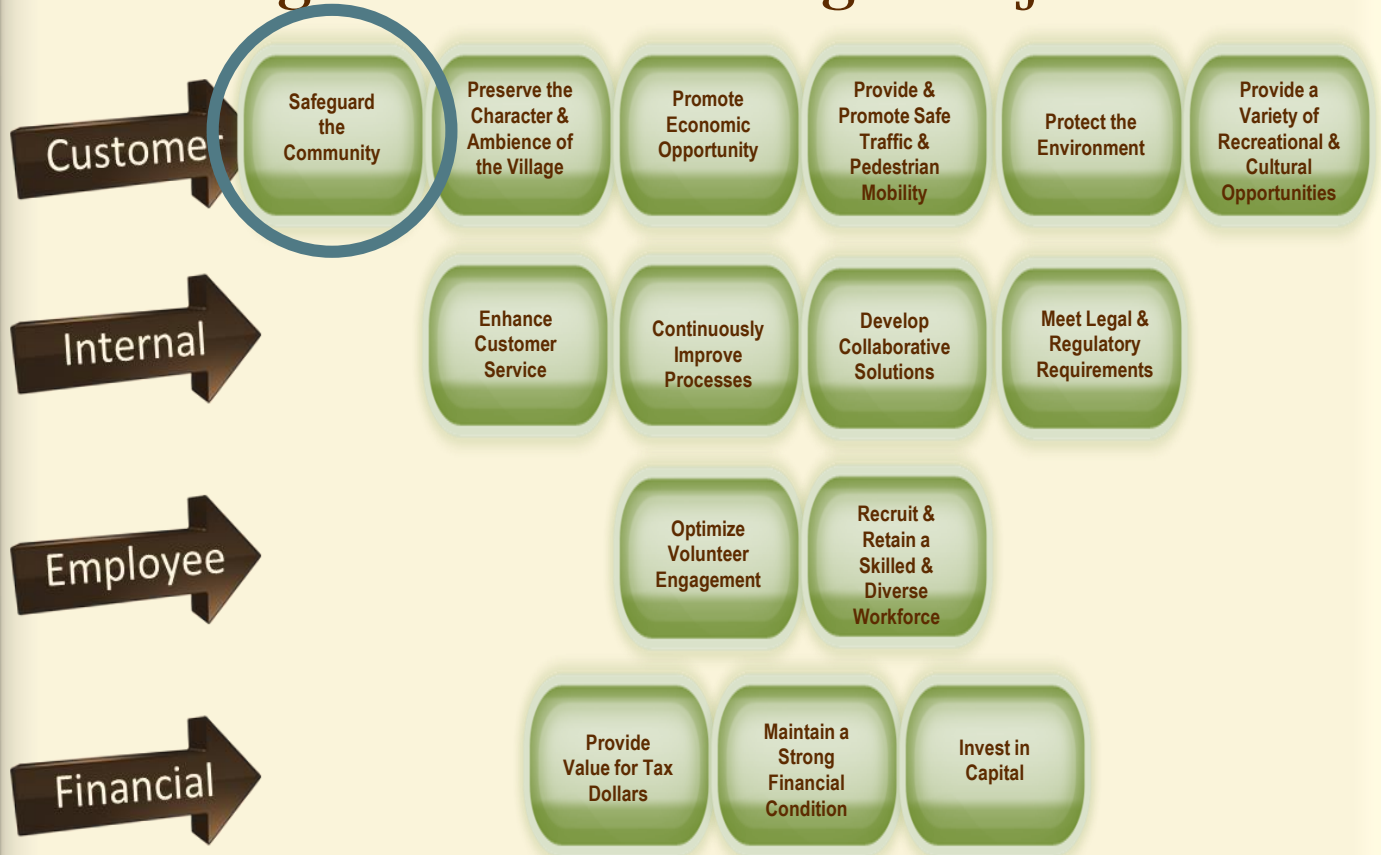 Customer
Safeguard
the
Community
Preserve the
Character &
Ambience of
the Village
Promote
Economic
Opportunity
Provide &
Promote Safe
Traffic &
Pedestrian
Mobility
Protect the
Environment
Provide a
Variety of
Recreational &
Cultural
Opportunities
Internal
Enhance
Customer
Service
Continuously
Improve
Processes
Develop
Collaborative
Solutions
Meet Legal &
Regulatory
Requirements
Employee
Optimize
Volunteer
Engagement
Recruit &
Retain a
Skilled &
Diverse
Workforce
Financial
Provide
Value for Tax
Dollars
Maintain a
Strong
Financial
Condition
Invest in
Capital